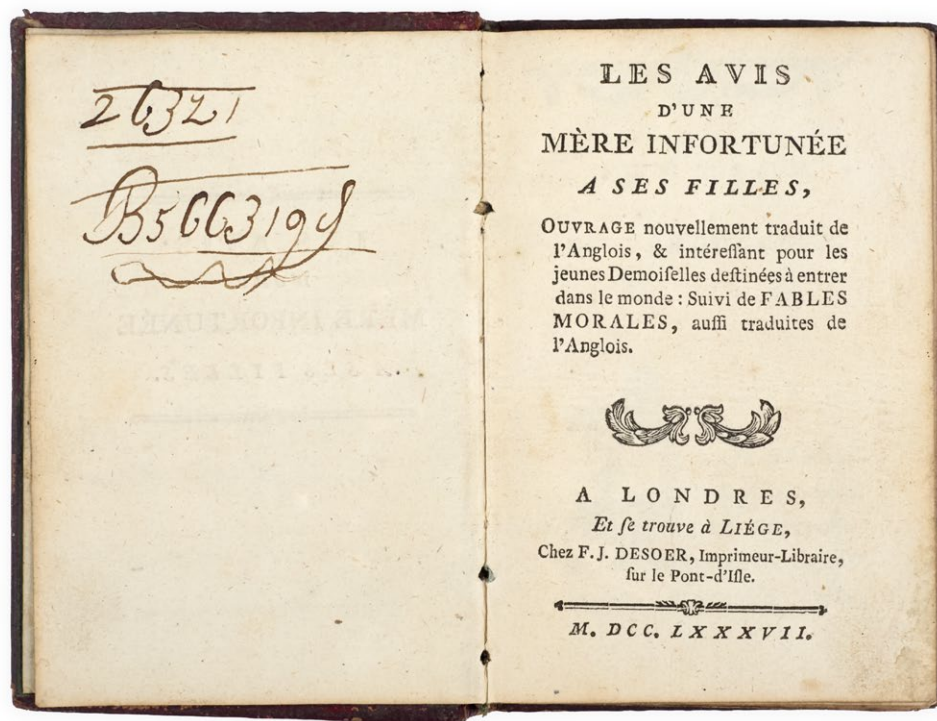 26321
B5663199
LES AVIS
D'UNE
MÈRE INFORTUNÉE
A SES FILLES,
OUVRAGE nouvellement traduit de
l'Anglois, & intéreſſant pour les
jeunes Demoiſelles deſtinées à entrer
dans le monde : Suivi de FABLES
MORALES, auſſi traduites de
l'Anglois.
A LONDRES,
Et ſe trouve à LIÉGE,
Chez F. J. DESOER, Imprimeur-Libraire,
ſur le Pont-d'Iſle.
M. DCC. LXXXVII.